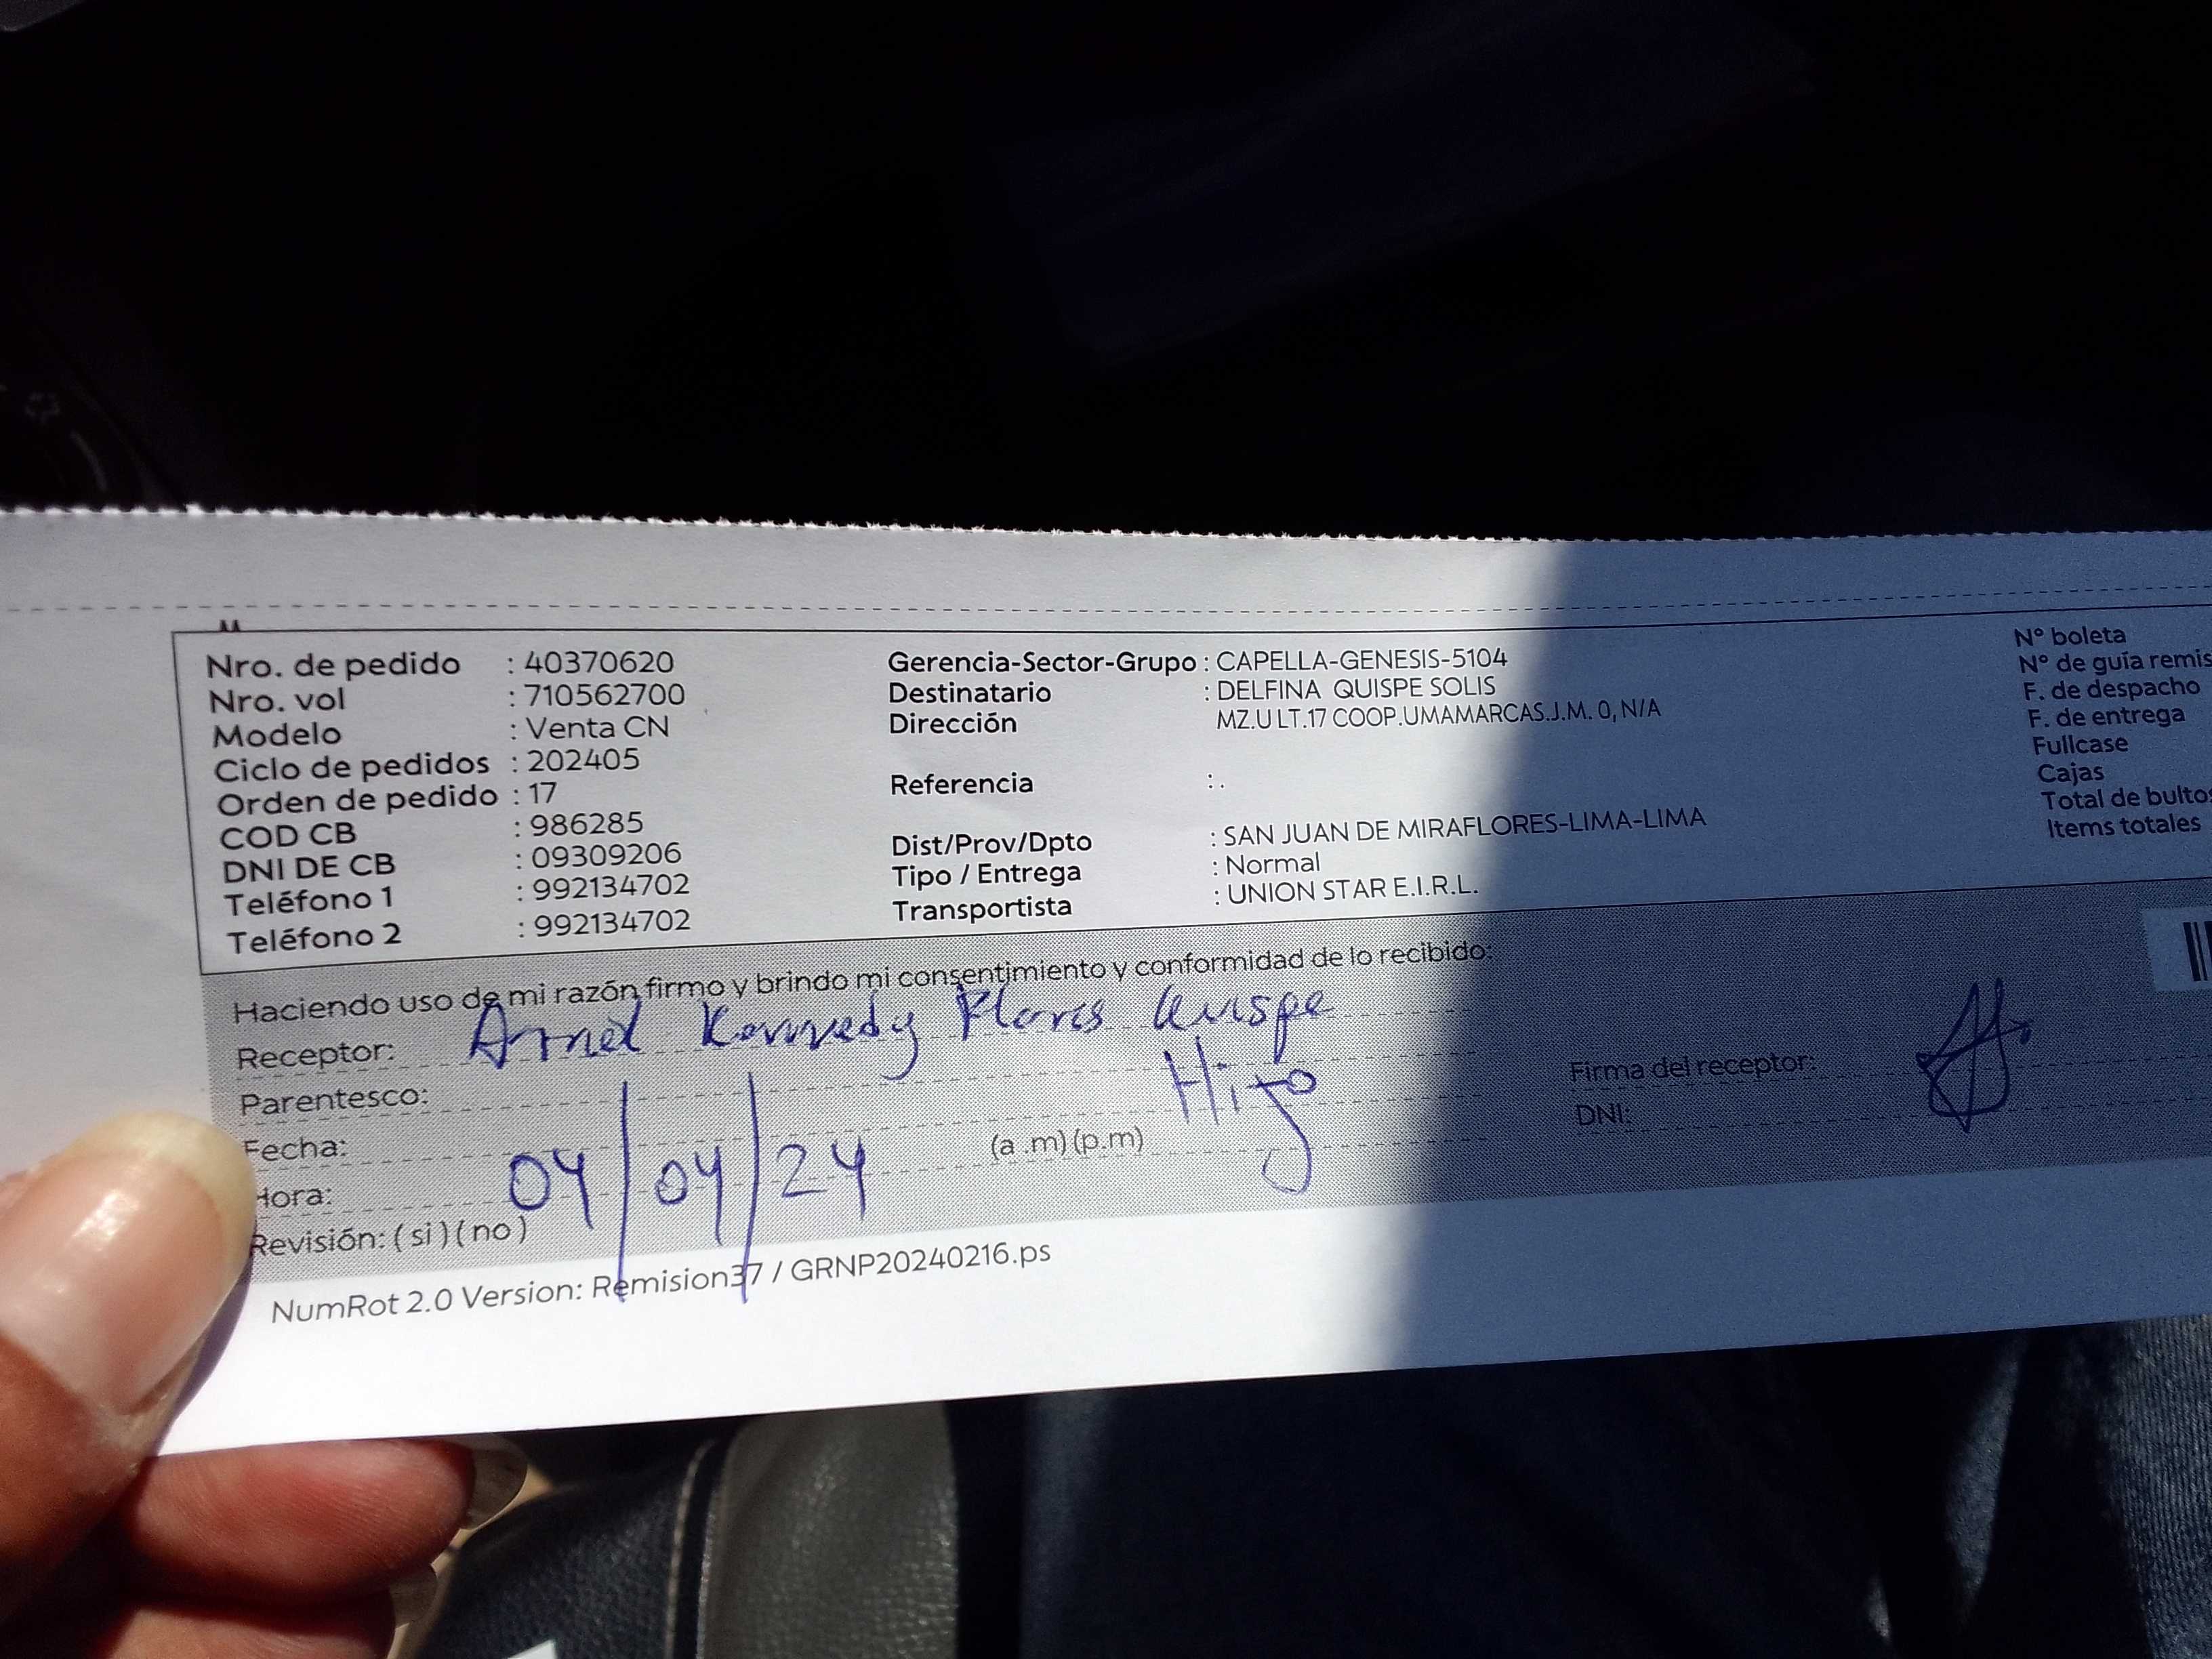 Nro. de pedido : 40370620
Nro. vol : 710562700
Modelo : Venta CN
Ciclo de pedidos : 202405
Orden de pedido : 17
COD CB : 986285
DNI DE CB : 09309206
Teléfono 1 : 992134702
Teléfono 2 : 992134702
Gerencia-Sector-Grupo : CAPELLA-GENESIS-5104
Destinatario : DELFINA QUISPE SOLIS
Dirección MZ.U LT.17 COOP.UMAMARCAS.J.M. 0, N/A
Referencia : .
Dist/Prov/Dpto : SAN JUAN DE MIRAFLORES-LIMA-LIMA
Tipo / Entrega : Normal
Transportista : UNION STAR E.I.R.L.
N° boleta
N° de guía remis
F. de despacho
F. de entrega
Fullcase
Cajas
Total de bultos
Items totales
Haciendo uso de mi razón firmo y brindo mi consentimiento y conformidad de lo recibido:
Receptor: Kennedy Flores Quispe
Parentesco: Hijo
Fecha: 04/04/24
Hora: (a .m) (p.m)
Revisión: ( si ) ( no )
Firma del receptor:
DNI:
NumRot 2.0 Version: Remision37 / GRNP20240216.ps